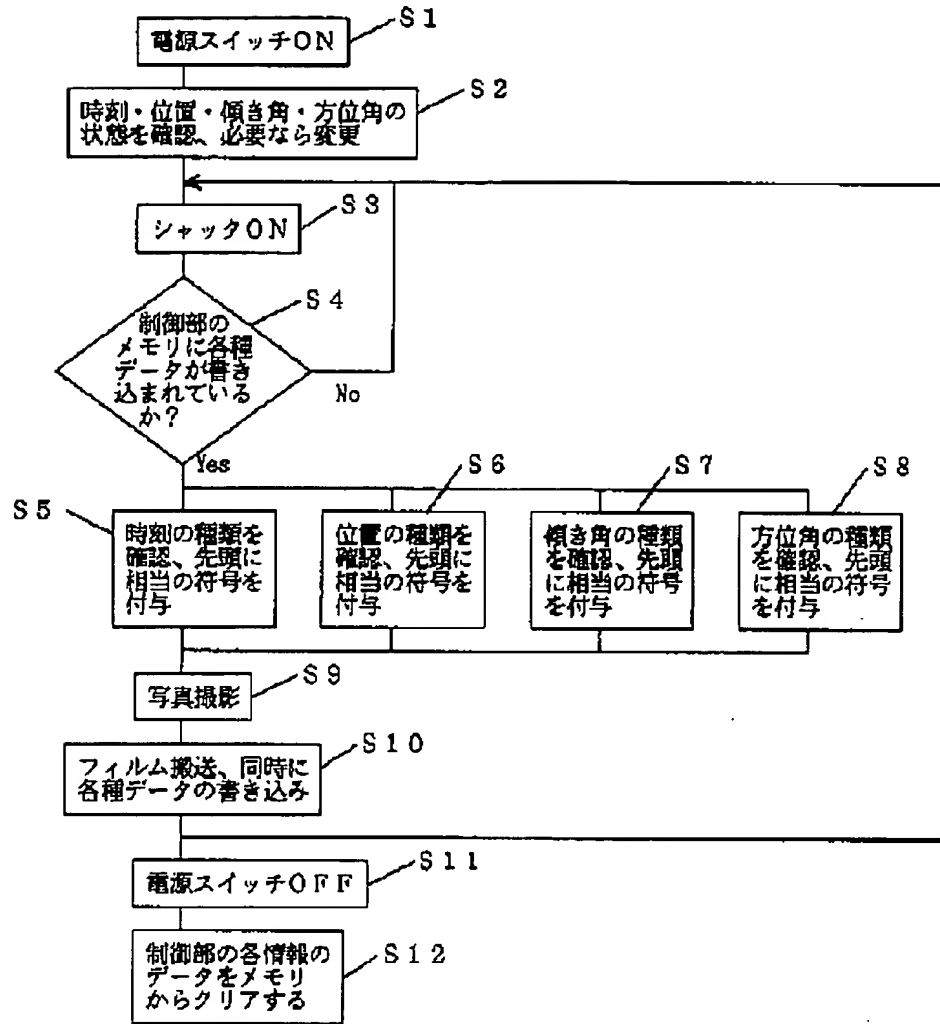 S1
電源スイッチON
S2
時刻・位置・傾き角・方位角の
状態を確認、必要なら変更
S3
シャッタON
S4
制御部の
メモリに各種
データが書き
込まれている
か?
No
Yes
S5
時刻の種類を
確認、先頭に
相当の符号を
付与
S6
位置の種類を
確認、先頭に
相当の符号を
付与
S7
傾き角の種類
を確認、先頭
に相当の符号
を付与
S8
方位角の種類
を確認、先頭
に相当の符号
を付与
S9
写真撮影
S10
フィルム搬送、同時に
各種データの書き込み
S11
電源スイッチOFF
S12
制御部の各情報の
データをメモリ
からクリアする